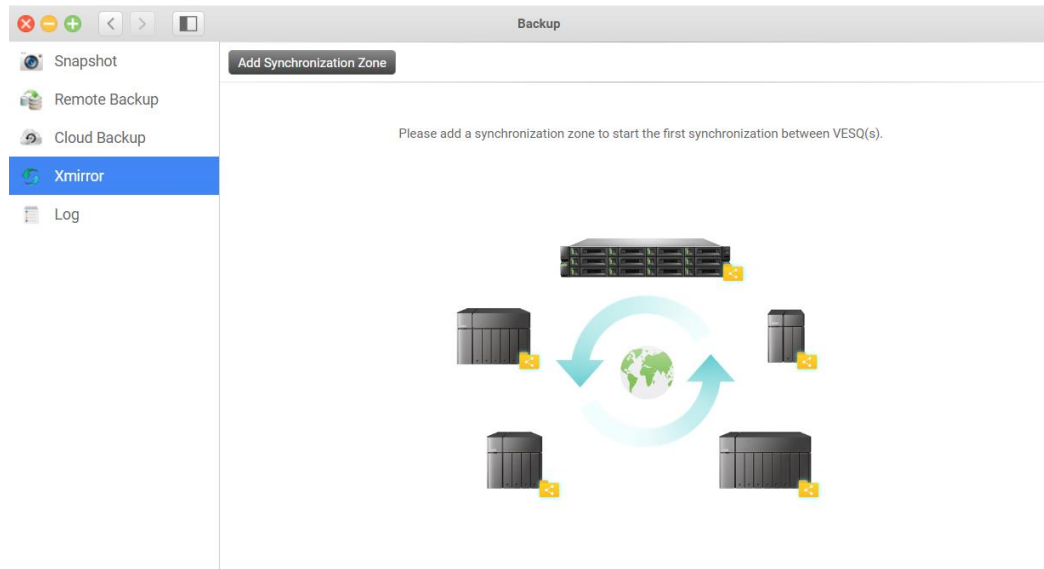 Backup
Snapshot
Remote Backup
Cloud Backup
Xmirror
Log
Add Synchronization Zone
Please add a synchronization zone to start the first synchronization between VESQ(s).